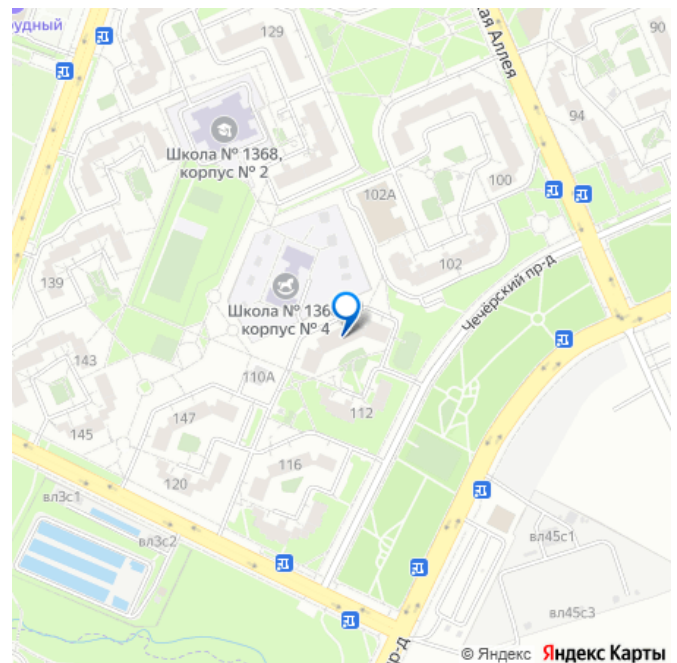 рудный
129
кая Аллея
90
94
Школа № 1368,
корпус № 2
100
102А
102
139
Чечёрский пр-д
Школа № 136
корпус № 4
143
110А
112
147
145
116
120
вл3с1
вл3с2
вл45с1
вл45с3
р-д
© Яндекс Яндекс Карты